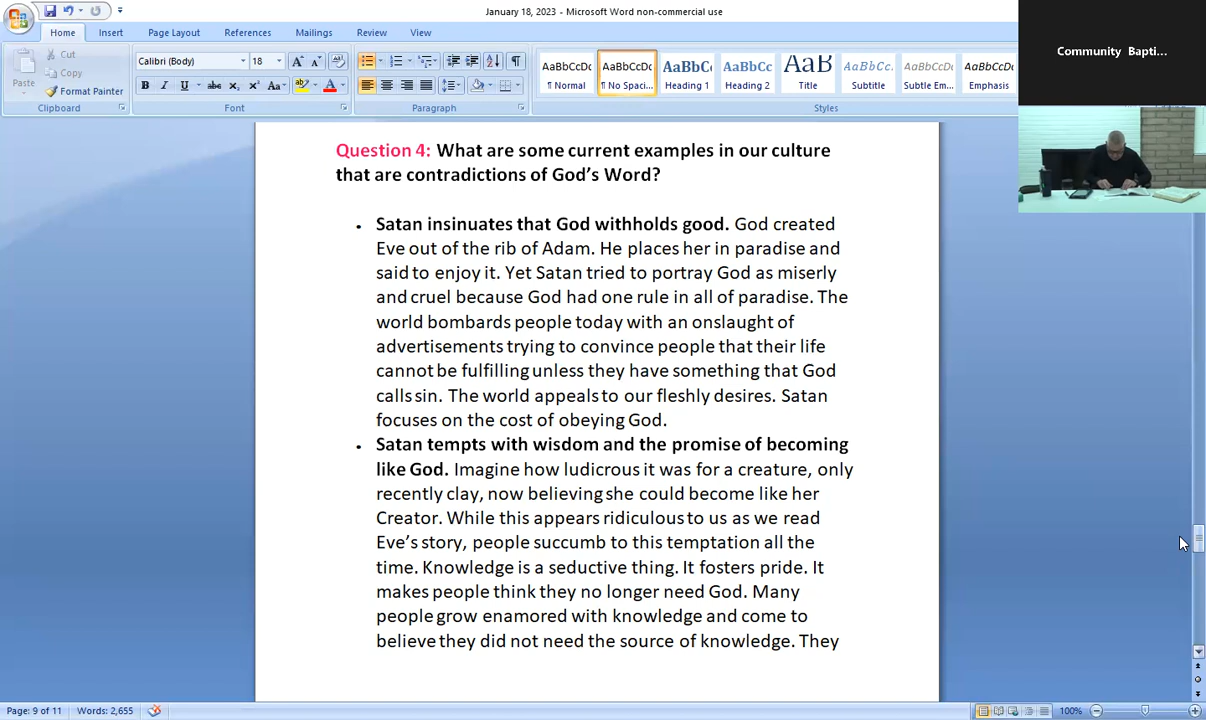 January 18, 2023 - Microsoft Word non-commercial use
Home Insert Page Layout References Mailings Review View
Paste
Cut
Copy
Format Painter
Clipboard
Calibri (Body) 18
Font
Paragraph
AaBbCcDc AaBbCcDc AaBbC AaBbCc AaB AaBbCcI AaBbCcD AaBbCcDc
¶ Normal ¶ No Spaci... Heading 1 Heading 2 Title Subtitle Subtle Em... Emphasis
Styles
Community Bapti...
Question 4: What are some current examples in our culture
that are contradictions of God’s Word?
• Satan insinuates that God withholds good. God created
Eve out of the rib of Adam. He places her in paradise and
said to enjoy it. Yet Satan tried to portray God as miserly
and cruel because God had one rule in all of paradise. The
world bombards people today with an onslaught of
advertisements trying to convince people that their life
cannot be fulfilling unless they have something that God
calls sin. The world appeals to our fleshly desires. Satan
focuses on the cost of obeying God.
• Satan tempts with wisdom and the promise of becoming
like God. Imagine how ludicrous it was for a creature, only
recently clay, now believing she could become like her
Creator. While this appears ridiculous to us as we read
Eve’s story, people succumb to this temptation all the
time. Knowledge is a seductive thing. It fosters pride. It
makes people think they no longer need God. Many
people grow enamored with knowledge and come to
believe they did not need the source of knowledge. They
Page: 9 of 11 Words: 2,655 100%